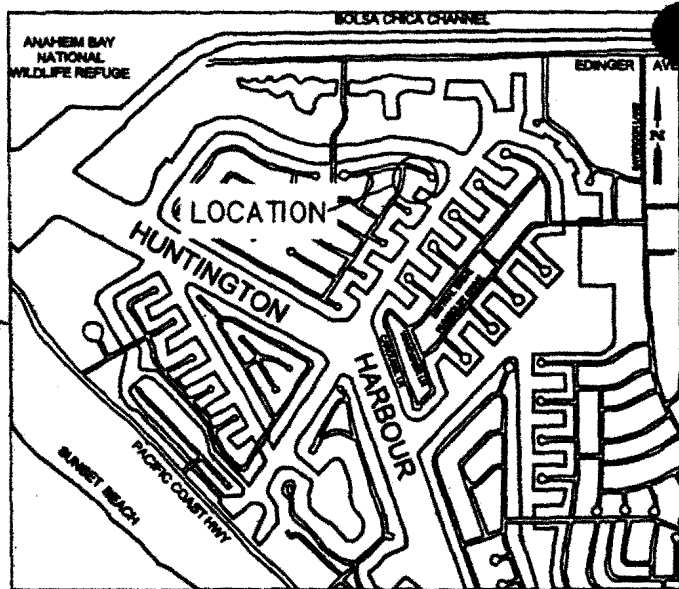 BOLSA CHICA CHANNEL
ANAHEIM BAY
NATIONAL
WILDLIFE REFUGE
EDINGER AVE
N
LOCATION
HUNTINGTON
HARBOUR
PACIFIC COAST HWY
SUNSET BEACH